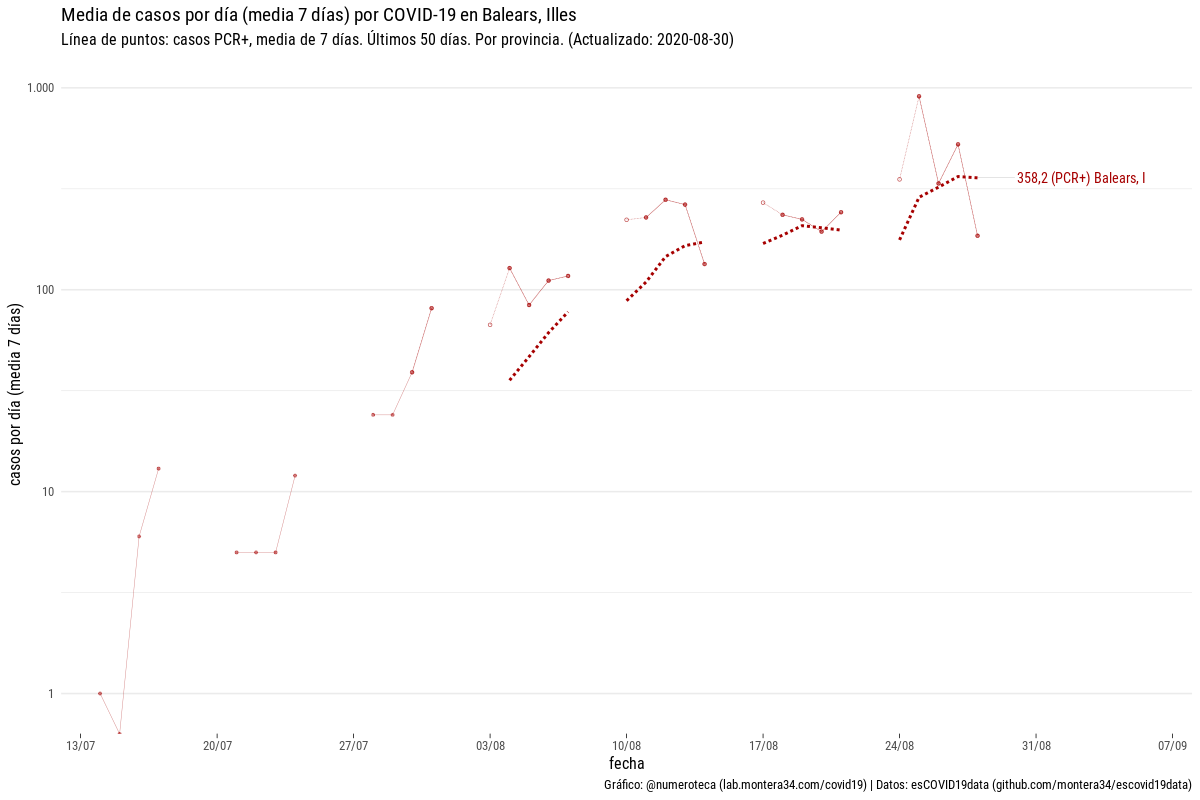 Media de casos por día (media 7 días) por COVID-19 en Balears, Illes
Línea de puntos: casos PCR+, media de 7 días. Últimos 50 días. Por provincia. (Actualizado: 2020-08-30)
casos por día (media 7 días)
1.000
100
10
1
358,2 (PCR+) Balears, I
13/07 20/07 27/07 03/08 10/08 17/08 24/08 31/08 07/09
fecha
Gráfico: @numeroteca (lab.montera34.com/covid19) | Datos: esCOVID19data (github.com/montera34/escovid19data)